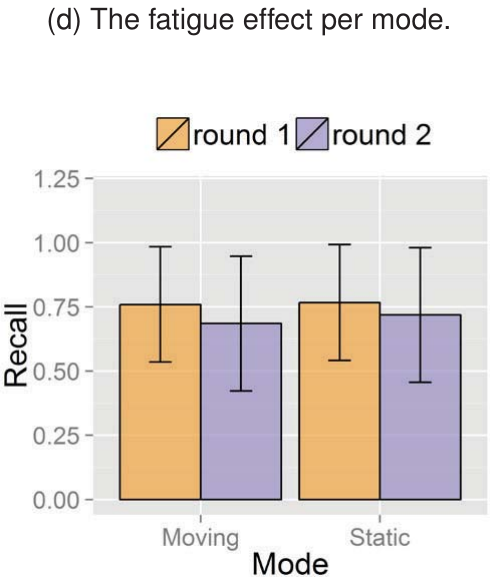 (d) The fatigue effect per mode.
round 1 round 2
1.25
1.00
0.75
0.50
0.25
0.00
Recall
Moving Static
Mode